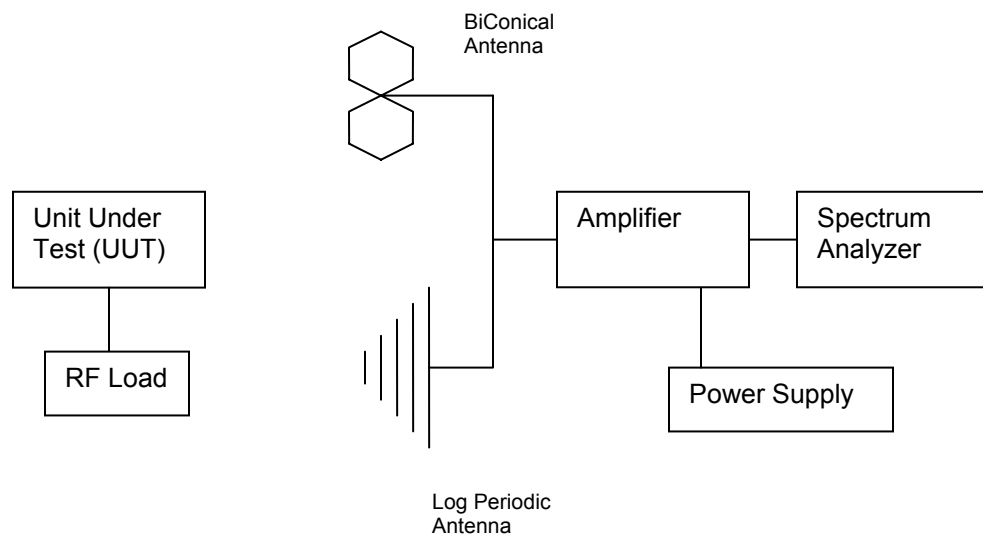 BiConical
Antenna
Unit Under
Test (UUT)
Amplifier
Spectrum
Analyzer
RF Load
Power Supply
Log Periodic
Antenna